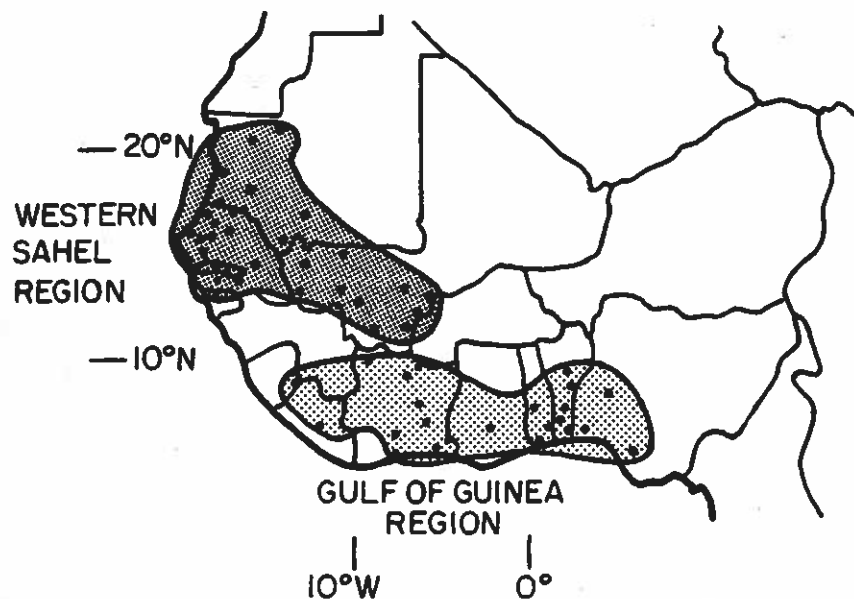 — 20°N
WESTERN
SAHEL
REGION
— 10°N
GULF OF GUINEA
REGION
10°W 0°